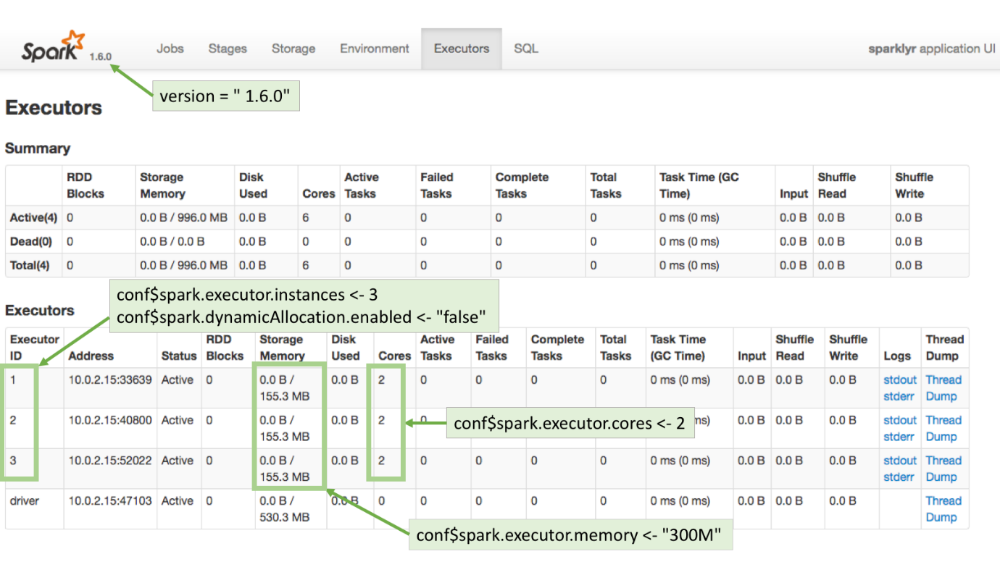 Spark 1.6.0 Jobs Stages Storage Environment Executors SQL sparklyr application UI
version = " 1.6.0"
Executors
Summary
RDD Blocks Storage Memory Disk Used Cores Active Tasks Failed Tasks Complete Tasks Total Tasks Task Time (GC Time) Input Shuffle Read Shuffle Write
Active(4) 0 0.0 B / 996.0 MB 0.0 B 6 0 0 0 0 0 ms (0 ms) 0.0 B 0.0 B 0.0 B
Dead(0) 0 0.0 B / 0.0 B 0.0 B 0 0 0 0 0 0 ms (0 ms) 0.0 B 0.0 B 0.0 B
Total(4) 0 0.0 B / 996.0 MB 0.0 B 6 0 0 0 0 0 ms (0 ms) 0.0 B 0.0 B 0.0 B
conf$spark.executor.instances <- 3
conf$spark.dynamicAllocation.enabled <- "false"
Executors
Executor ID Address Status RDD Blocks Storage Memory Disk Used Cores Active Tasks Failed Tasks Complete Tasks Total Tasks Task Time (GC Time) Input Shuffle Read Shuffle Write Logs Thread Dump
1 10.0.2.15:33639 Active 0 0.0 B / 155.3 MB 0.0 B 2 0 0 0 0 0 ms (0 ms) 0.0 B 0.0 B 0.0 B stdout stderr Thread Dump
2 10.0.2.15:40800 Active 0 0.0 B / 155.3 MB 0.0 B 2 0 ms) 0.0 B 0.0 B 0.0 B stdout stderr Thread Dump
conf$spark.executor.cores <- 2
3 10.0.2.15:52022 Active 0 0.0 B / 155.3 MB 0.0 B 2 0 0 0 0 0 ms (0 ms) 0.0 B 0.0 B 0.0 B stdout stderr Thread Dump
driver 10.0.2.15:47103 Active 0 0.0 B / 530.3 MB 0.0 B 0 0 0 0 0 0 ms (0 ms) 0.0 B 0.0 B 0.0 B Thread Dump
conf$spark.executor.memory <- "300M"